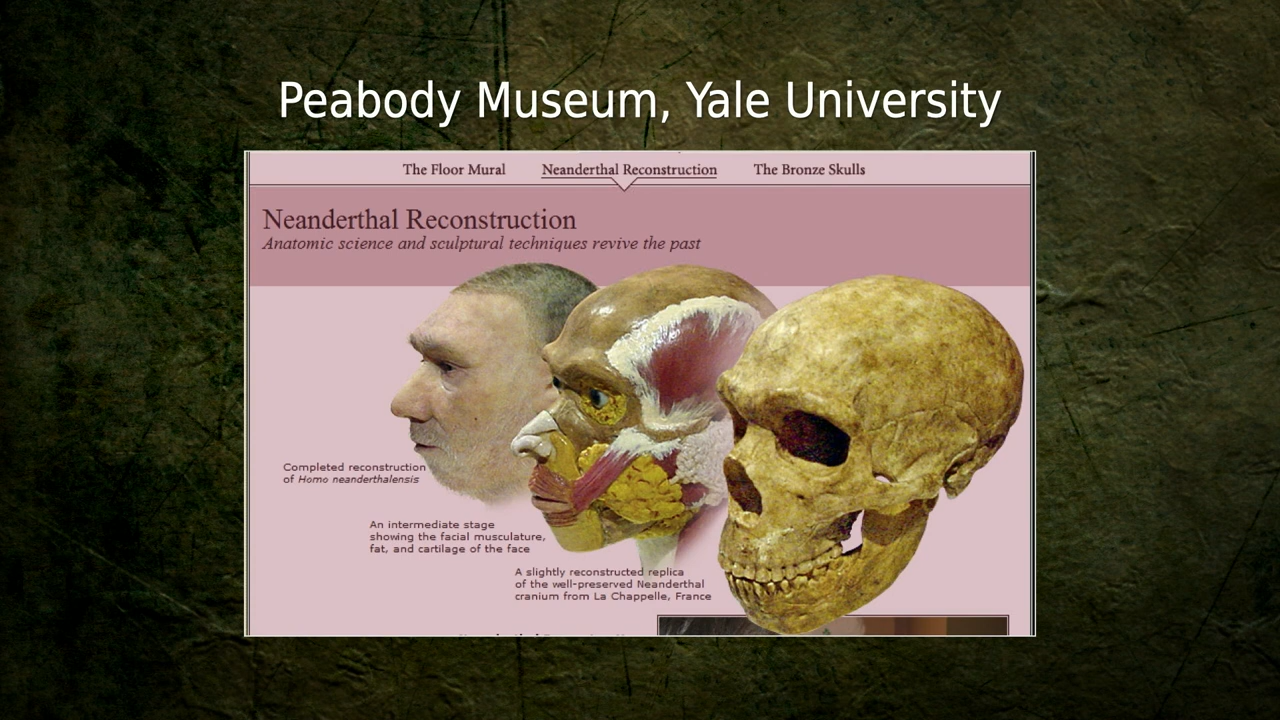 Peabody Museum, Yale University
The Floor Mural Neanderthal Reconstruction The Bronze Skulls
Neanderthal Reconstruction
Anatomic science and sculptural techniques revive the past
Completed reconstruction
of Homo neanderthalensis
An intermediate stage
showing the facial musculature,
fat, and cartilage of the face
A slightly reconstructed replica
of the well-preserved Neanderthal
cranium from La Chappelle, France